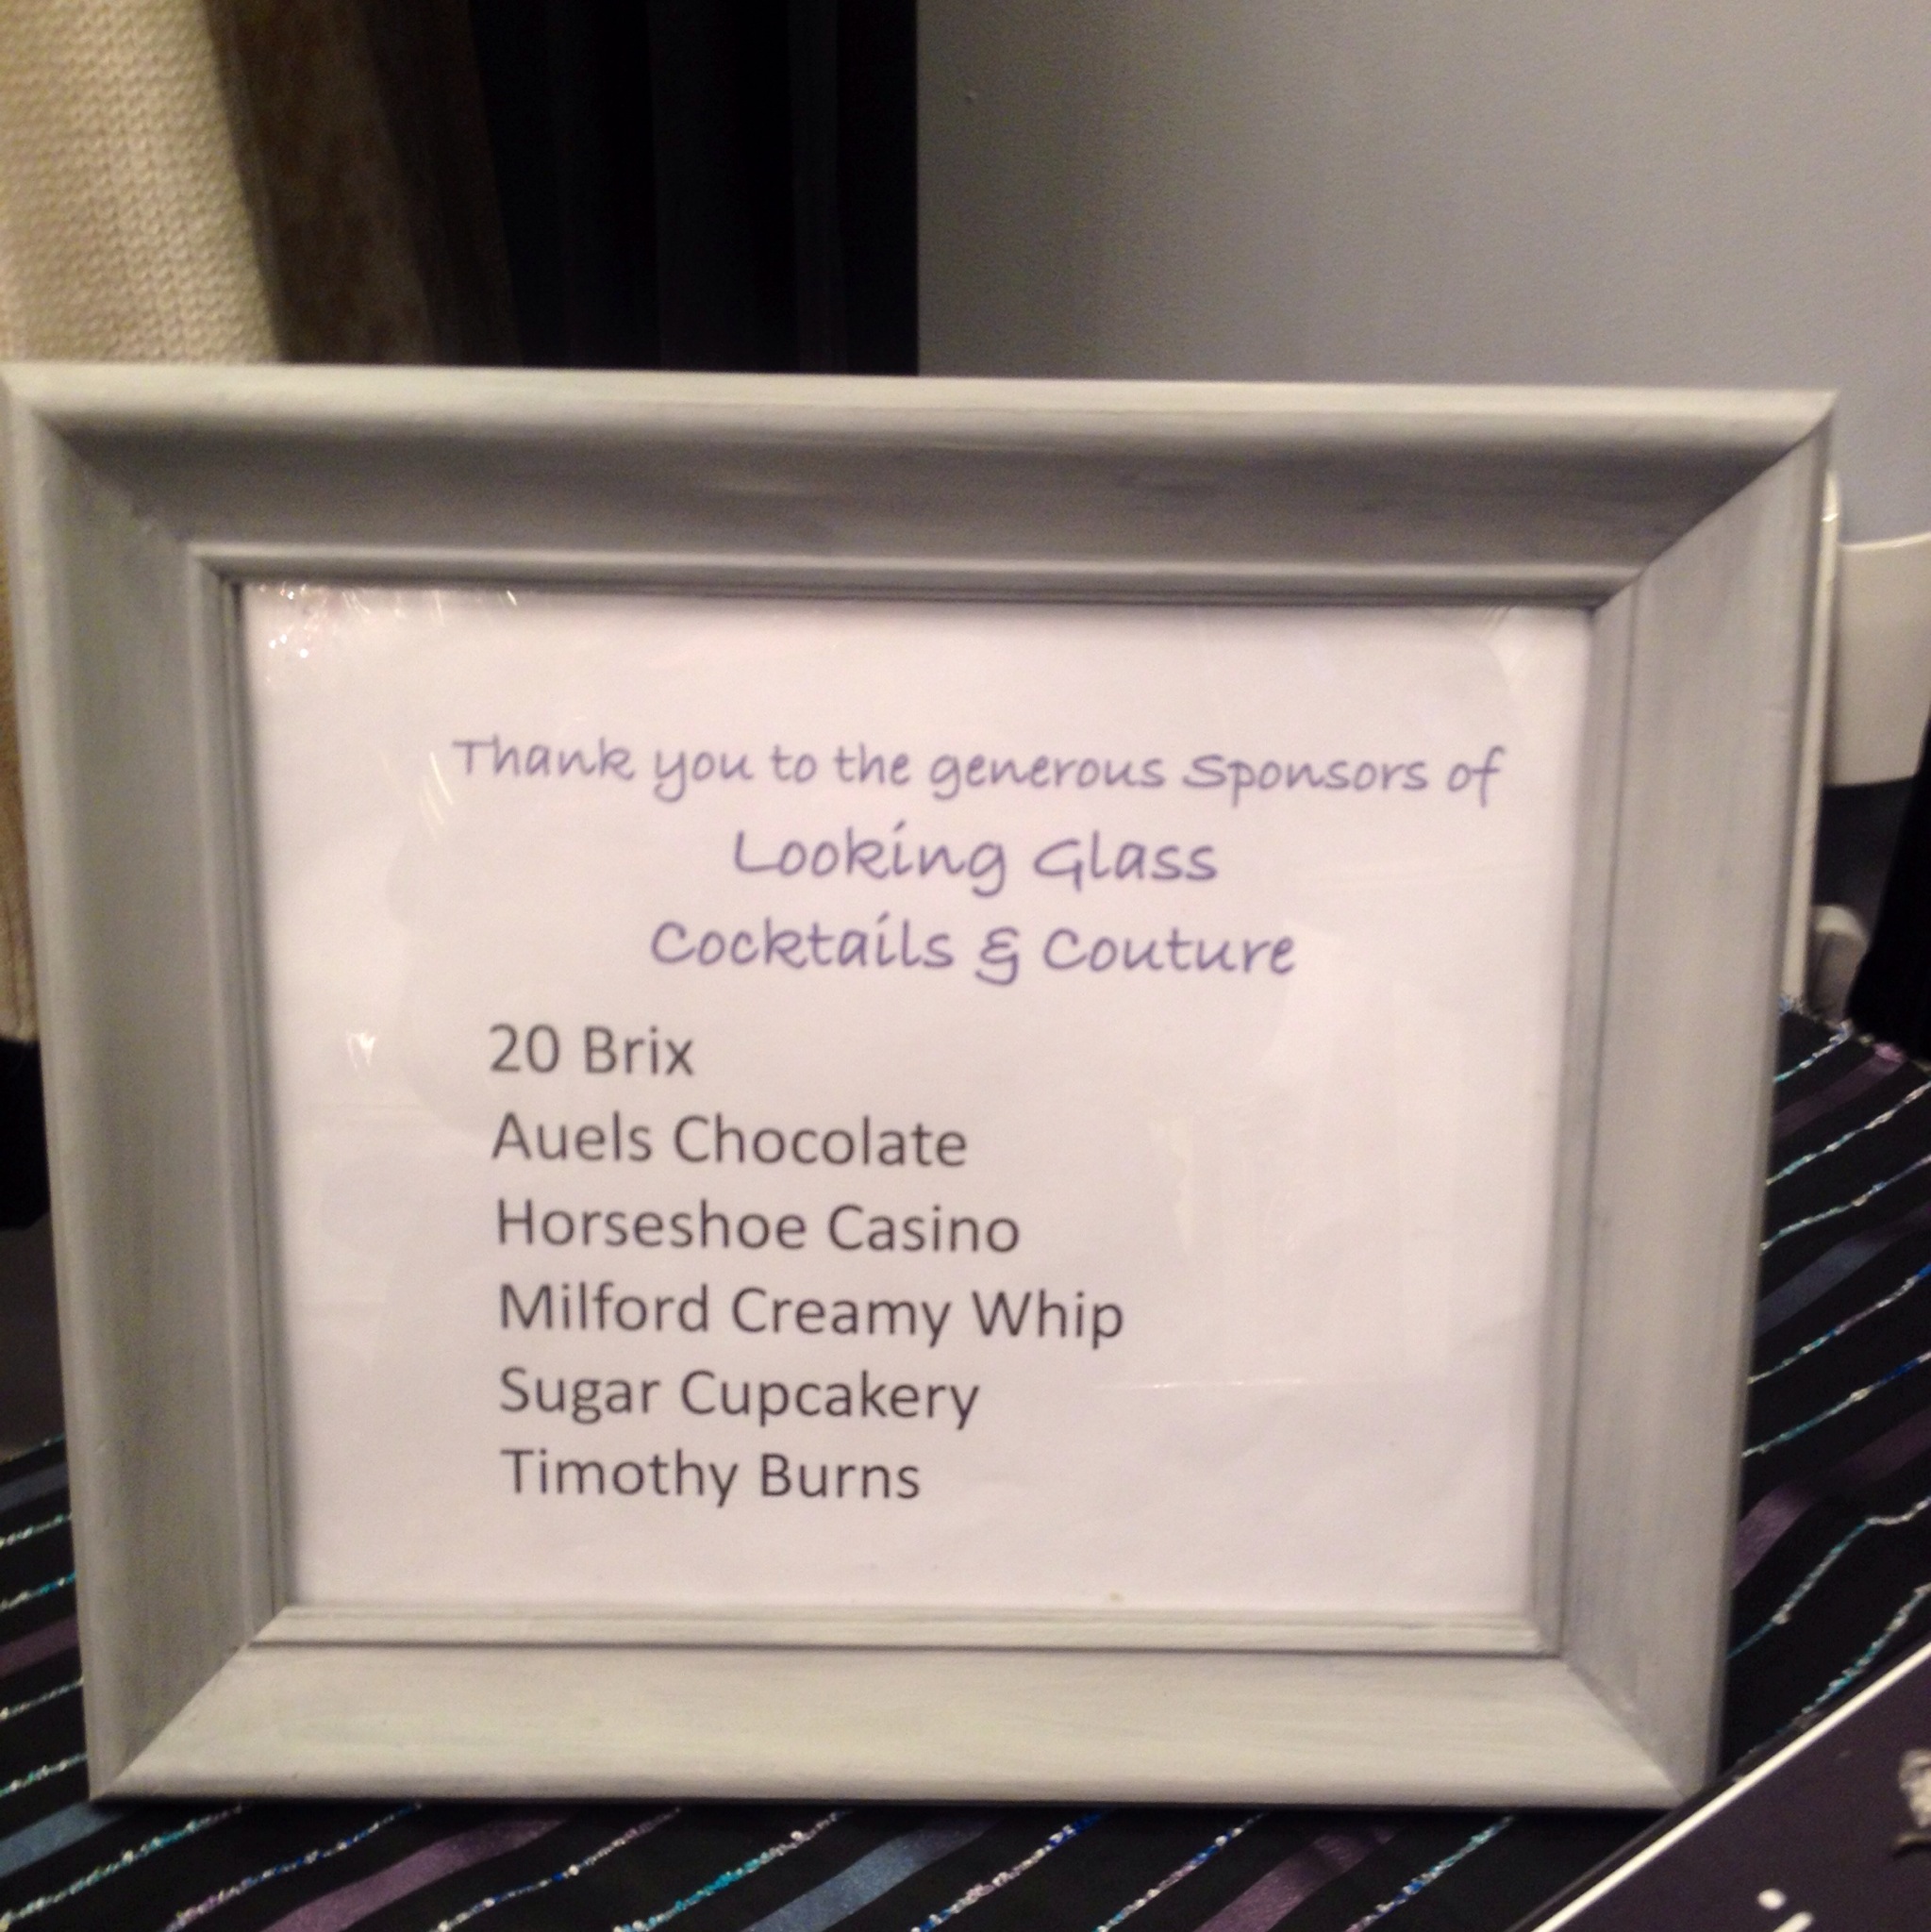 Thank you to the generous Sponsors of
Looking Glass
Cocktails & Couture
20 Brix
Auels Chocolate
Horseshoe Casino
Milford Creamy Whip
Sugar Cupcakery
Timothy Burns